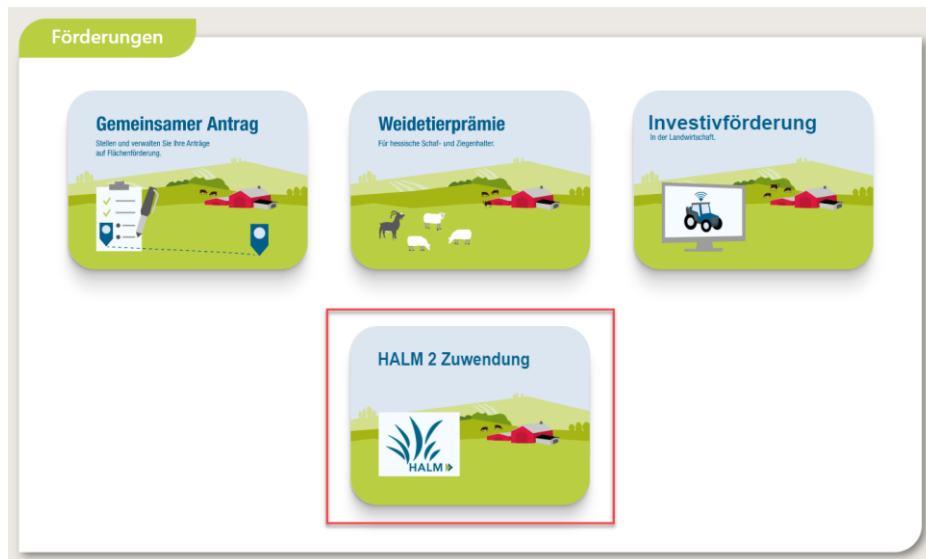 Förderungen
Gemeinsamer Antrag
Stellen und verwalten Sie Ihre Anträge
auf Flächenförderung.
Weidetierprämie
Für hessische Schaf- und Ziegenhalter.
Investivförderung
In der Landwirtschaft.
HALM 2 Zuwendung
HALM